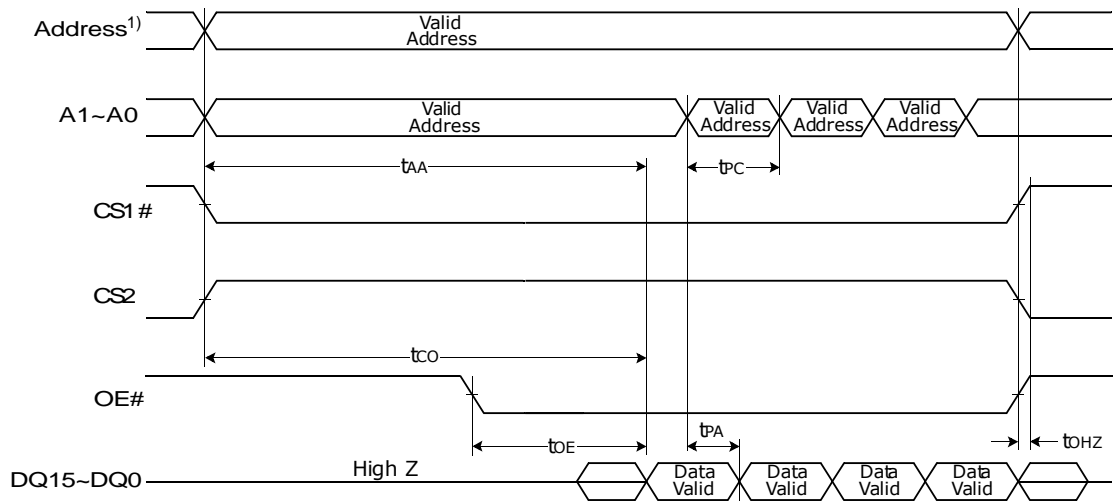 Address1)
Valid
Address
A1~A0
Valid
Address
Valid
Address
Valid
Address
Valid
Address
tAA
tPC
CS1#
CS2
tCO
OE#
tOE
tPA
tOHZ
DQ15~DQ0
High Z
Data
Valid
Data
Valid
Data
Valid
Data
Valid